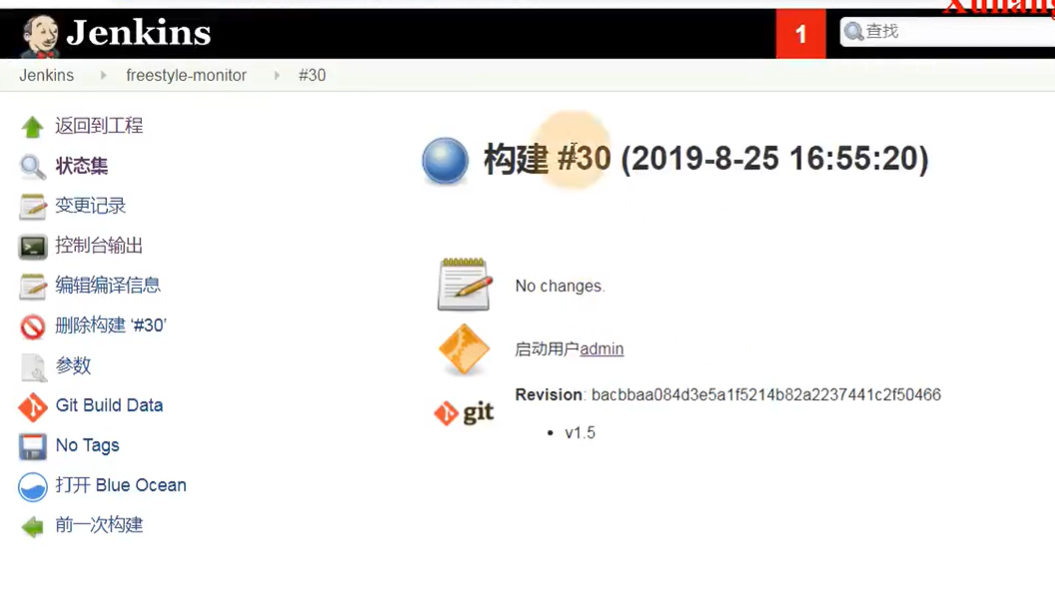 Jenkins
1
查找
Jenkins
freestyle-monitor
#30
返回到工程
状态集
变更记录
控制台输出
编辑编译信息
删除构建 ‘#30’
参数
Git Build Data
No Tags
打开 Blue Ocean
前一次构建
构建 #30 (2019-8-25 16:55:20)
No changes.
启动用户admin
git
Revision: bacbbaa084d3e5a1f5214b82a2237441c2f50466
v1.5